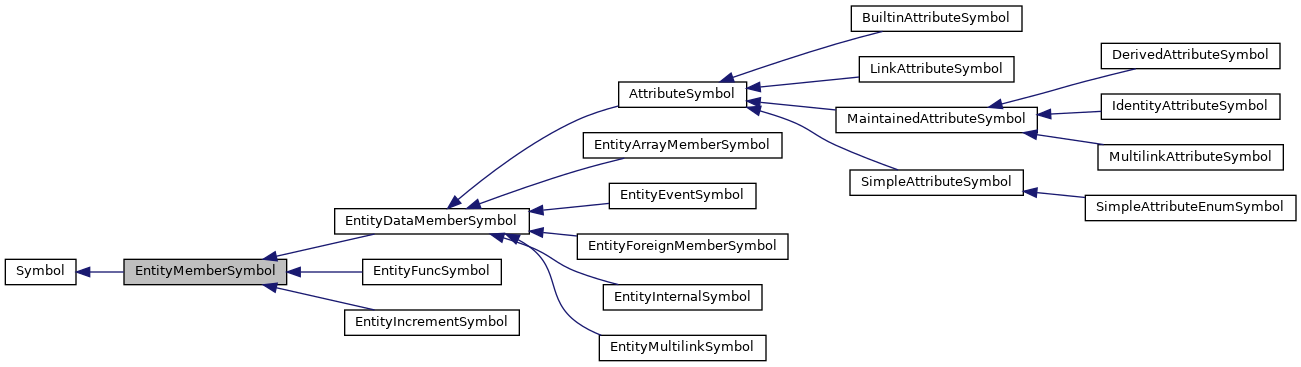 BuiltinAttributeSymbol
DerivedAttributeSymbol
LinkAttributeSymbol
AttributeSymbol
IdentityAttributeSymbol
MaintainedAttributeSymbol
EntityArrayMemberSymbol
MultilinkAttributeSymbol
SimpleAttributeSymbol
EntityEventSymbol
SimpleAttributeEnumSymbol
EntityDataMemberSymbol
EntityForeignMemberSymbol
Symbol
EntityMemberSymbol
EntityFuncSymbol
EntityInternalSymbol
EntityIncrementSymbol
EntityMultilinkSymbol